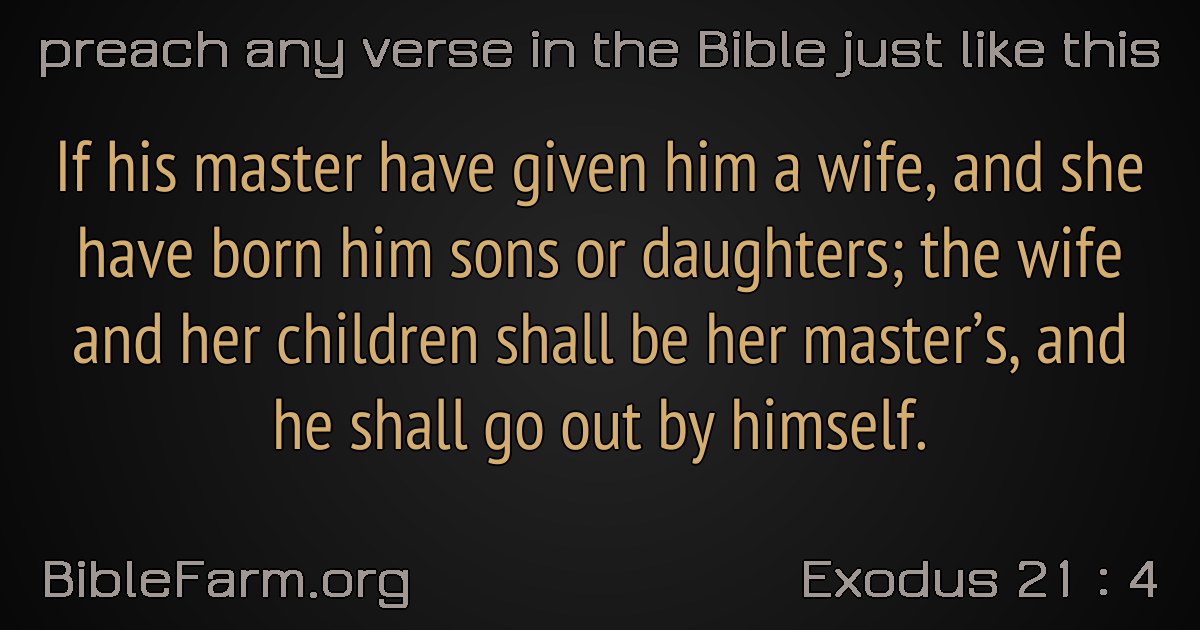 preach any verse in the Bible just like this
If his master have given him a wife, and she
have born him sons or daughters; the wife
and her children shall be her master’s, and
he shall go out by himself.
BibleFarm.org
Exodus 21 : 4